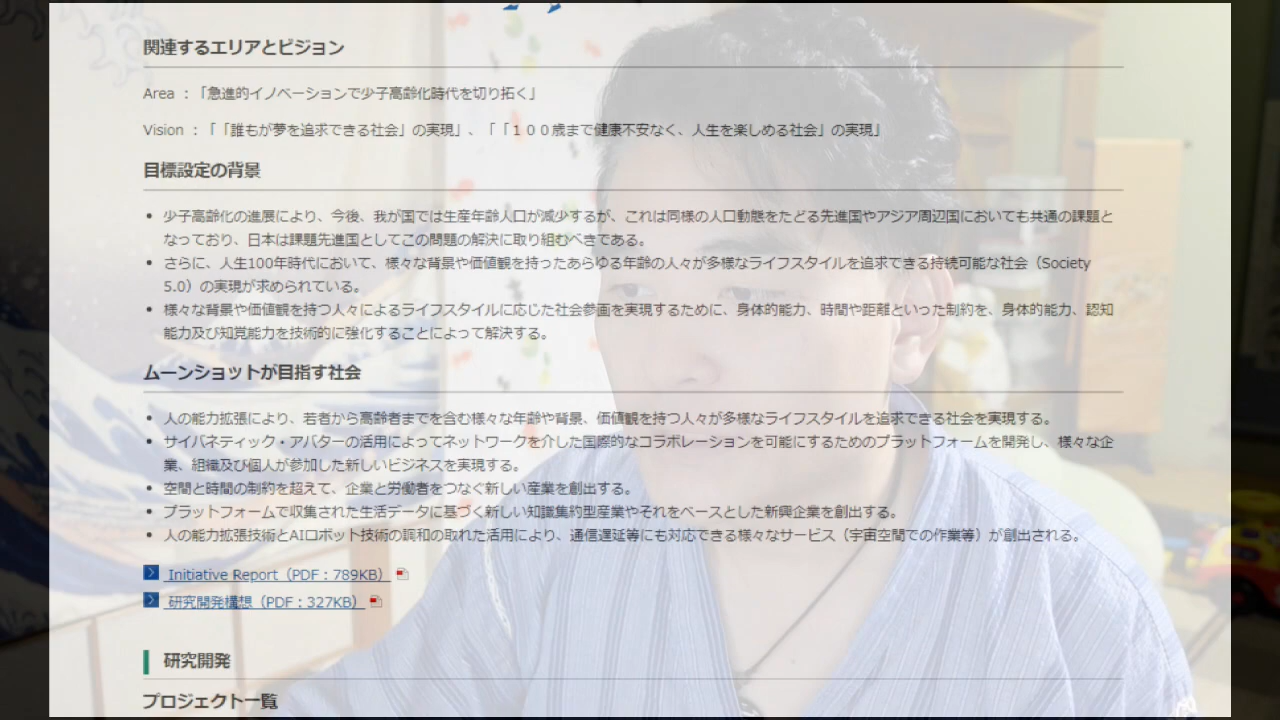 関連するエリアとビジョン
Area ：「急進的イノベーションで少子高齢化時代を切り拓く」
Vision ：「「誰もが夢を追求できる社会」の実現」、「「１００歳まで健康不安なく、人生を楽しめる社会」の実現」
目標設定の背景
• 少子高齢化の進展により、今後、我が国では生産年齢人口が減少するが、これは同様の人口動態をたどる先進国やアジア周辺国においても共通の課題と
なっており、日本は課題先進国としてこの問題の解決に取り組むべきである。
• さらに、人生100年時代において、様々な背景や価値観を持ったあらゆる年齢の人々が多様なライフスタイルを追求できる持続可能な社会（Society
5.0）の実現が求められている。
• 様々な背景や価値観を持つ人々によるライフスタイルに応じた社会参画を実現するために、身体的能力、時間や距離といった制約を、身体的能力、認知
能力及び知覚能力を技術的に強化することによって解決する。
ムーンショットが目指す社会
• 人の能力拡張により、若者から高齢者までを含む様々な年齢や背景、価値観を持つ人々が多様なライフスタイルを追求できる社会を実現する。
• サイバネティック・アバターの活用によってネットワークを介した国際的なコラボレーションを可能にするためのプラットフォームを開発し、様々な企
業、組織及び個人が参加した新しいビジネスを実現する。
• 空間と時間の制約を超えて、企業と労働者をつなぐ新しい産業を創出する。
• プラットフォームで収集された生活データに基づく新しい知識集約型産業やそれをベースとした新興企業を創出する。
• 人の能力拡張技術とAIロボット技術の調和の取れた活用により、通信遅延等にも対応できる様々なサービス（宇宙空間での作業等）が創出される。
Initiative Report（PDF：789KB）
研究開発構想（PDF：327KB）
研究開発
プロジェクト一覧